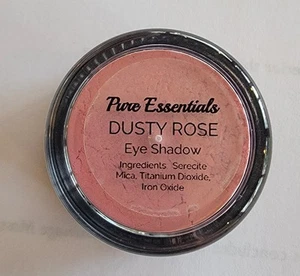 Pure Essentials
DUSTY ROSE
Eye Shadow
Ingredients Serecite
Mica, Titanium Dioxide,
Iron Oxide